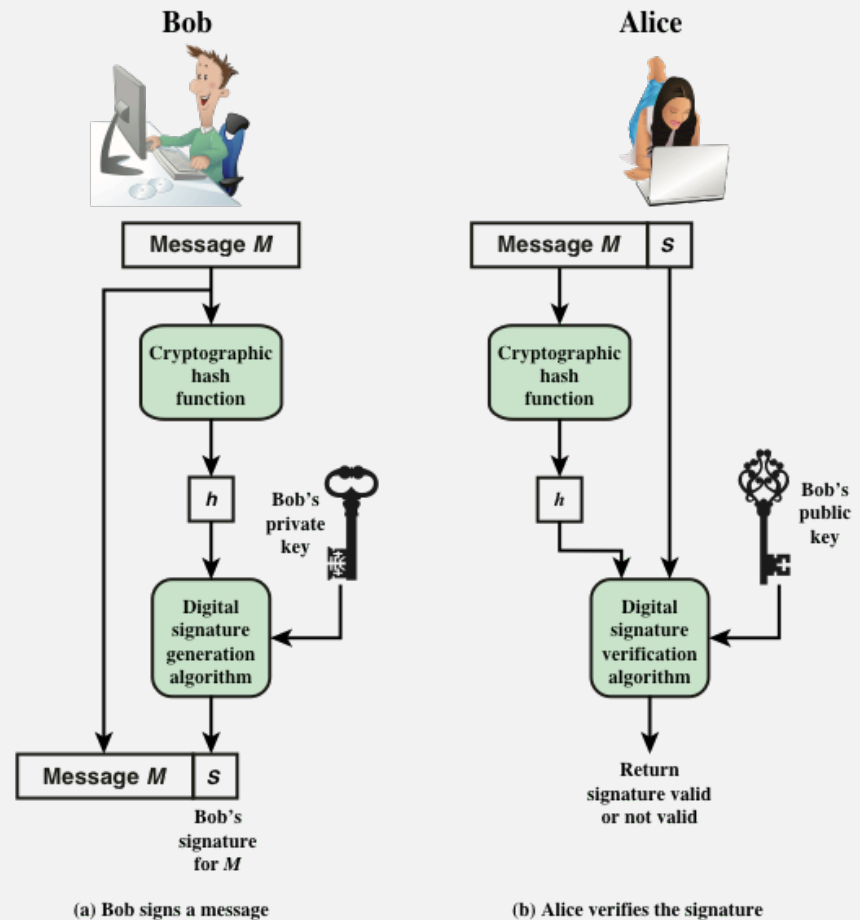 Bob
Message M
Cryptographic
hash
function
h
Bob's
private
key
Digital
signature
generation
algorithm
Message M
S
Bob's
signature
for M
(a) Bob signs a message
Alice
Message M
S
Cryptographic
hash
function
h
Bob's
public
key
Digital
signature
verification
algorithm
Return
signature valid
or not valid
(b) Alice verifies the signature